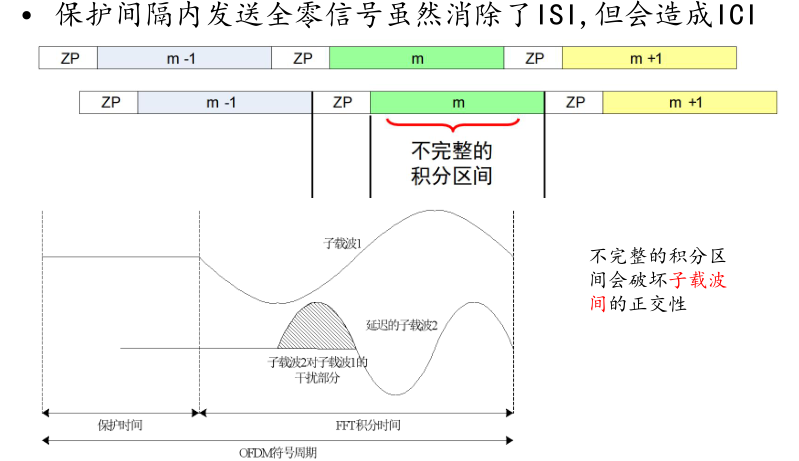 • 保护间隔内发送全零信号虽然消除了ISI,但会造成ICI
ZP m -1 ZP m ZP m +1
ZP m -1 ZP m ZP m +1
不完整的
积分区间
子载波1
不完整的积分区
间会破坏子载波
间的正交性
延迟的子载波2
子载波2对子载波1的
干扰部分
保护时间 FFT积分时间
OFDM符号周期